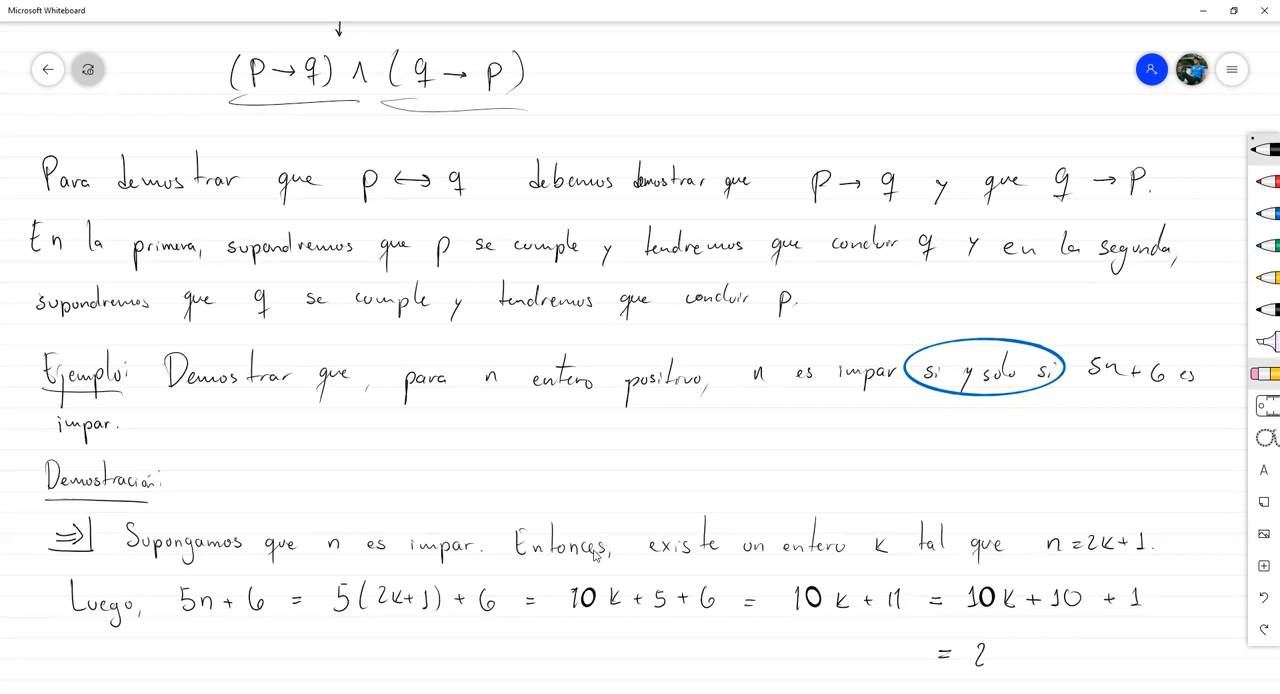 Microsoft Whiteboard
(p → q) ∧ (q → p)
Para demostrar que p ↔ q debemos demostrar que p → q y que q → p.
En la primera, supondremos que p se cumple y tendremos que concluir q y en la segunda,
supondremos que q se cumple y tendremos que concluir p.
Ejemplo: Demostrar que, para n entero positivo, n es impar si y solo si 5n + 6 es
impar.
Demostración:
⇒| Supongamos que n es impar. Entonces, existe un entero k tal que n = 2k + 1.
Luego, 5n + 6 = 5(2k+1) + 6 = 10k + 5 + 6 = 10k + 11 = 10k + 10 + 1
= 2